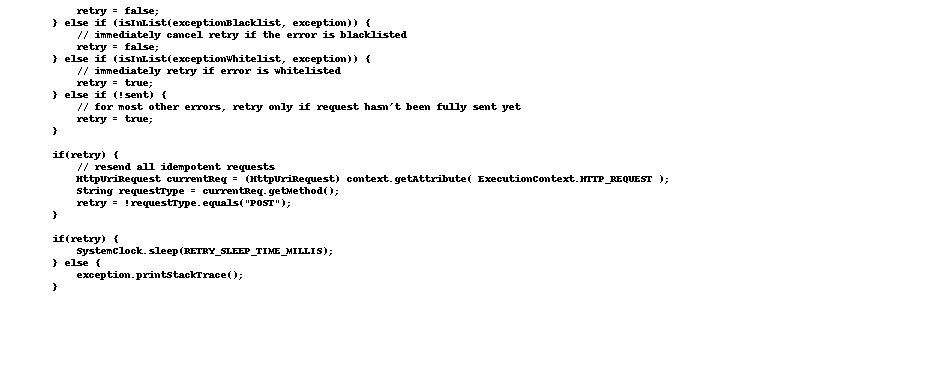 retry = false;
} else if (isInList(exceptionBlacklist, exception)) {
// immediately cancel retry if the error is blacklisted
retry = false;
} else if (isInList(exceptionWhitelist, exception)) {
// immediately retry if error is whitelisted
retry = true;
} else if (!sent) {
// for most other errors, retry only if request hasn't been fully sent yet
retry = true;
}
if(retry) {
// resend all idempotent requests
HttpUriRequest currentReq = (HttpUriRequest) context.getAttribute( ExecutionContext.HTTP_REQUEST );
String requestType = currentReq.getMethod();
retry = !requestType.equals("POST");
}
if(retry) {
SystemClock.sleep(RETRY_SLEEP_TIME_MILLIS);
} else {
exception.printStackTrace();
}